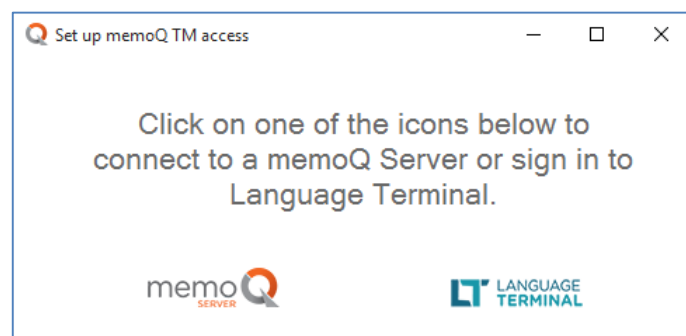 Set up memoQ TM access
Click on one of the icons below to
connect to a memoQ Server or sign in to
Language Terminal.
memoQ
SERVER
LT LANGUAGE
TERMINAL